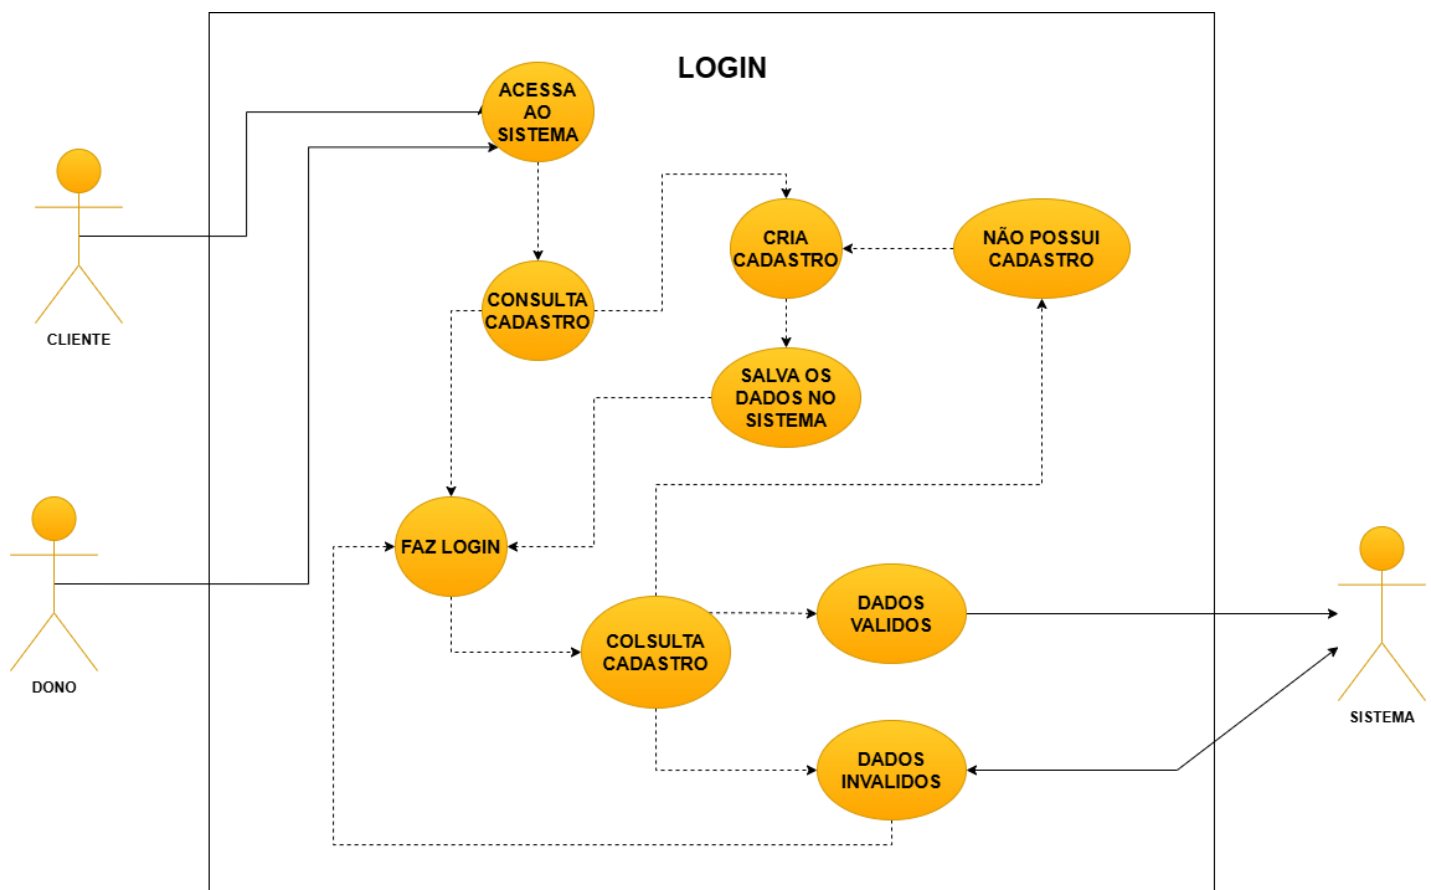 LOGIN
ACESSA
AO
SISTEMA
CRIA
CADASTRO
NÃO POSSUI
CADASTRO
CONSULTA
CADASTRO
CLIENTE
SALVA OS
DADOS NO
SISTEMA
FAZ LOGIN
DADOS
VALIDOS
COLSULTA
CADASTRO
DONO
SISTEMA
DADOS
INVALIDOS